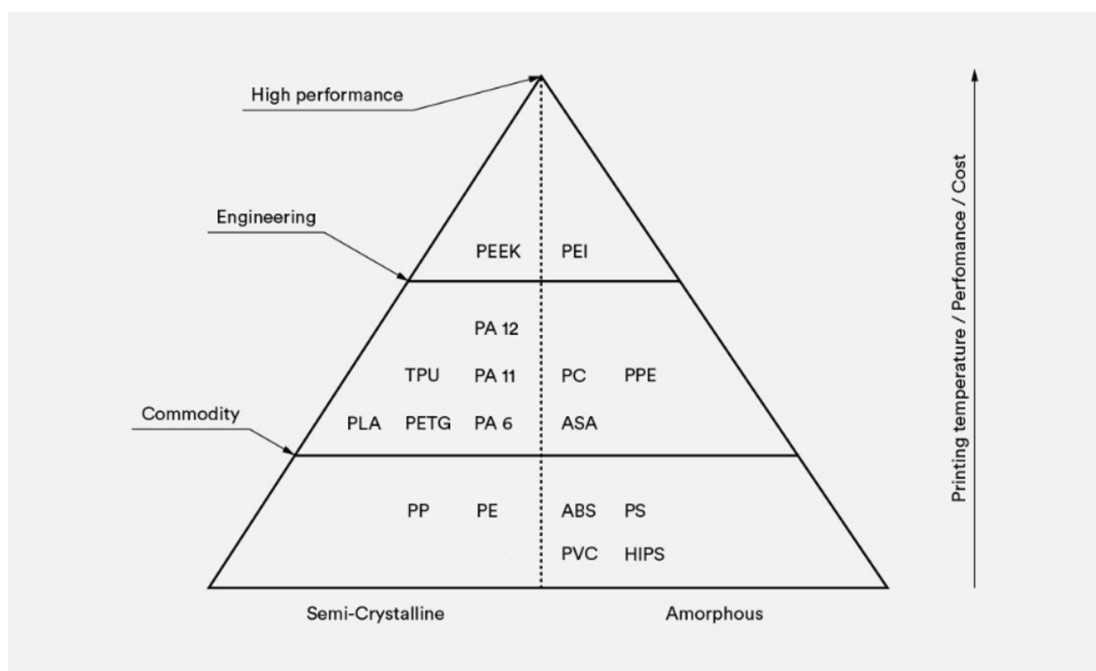 High performance
Engineering
PEEK PEI
PA 12
TPU PA 11 PC PPE
Commodity
PLA PETG PA 6 ASA
PP PE ABS PS
PVC HIPS
Semi-Crystalline Amorphous
Printing temperature / Perfomance / Cost